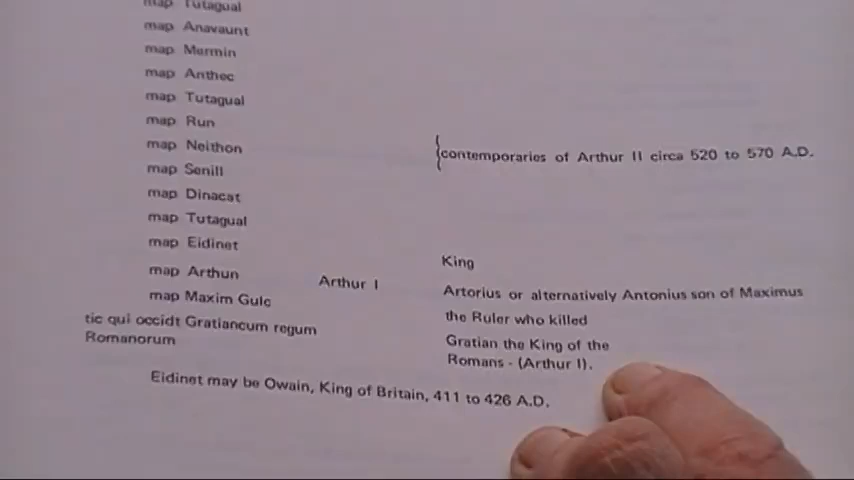 map Tutagual
map Anavaunt
map Mermin
map Anthec
map Tutagual
map Run
map Neithon
{contemporaries of Arthur II circa 520 to 570 A.D.
map Senill
map Dinacat
map Tutagual
map Eidinet
King
map Arthun
Arthur I
Artorius or alternatively Antonius son of Maximus
map Maxim Gulc
the Ruler who killed
tic qui occidt Gratiancum regum
Gratian the King of the
Romanorum
Romans - (Arthur I).
Eidinet may be Owain, King of Britain, 411 to 426 A.D.